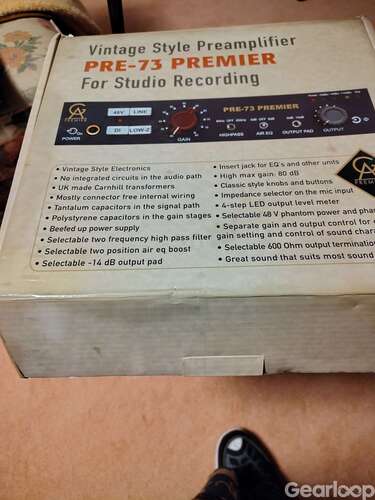 Vintage Style Preamplifier
PRE-73 PREMIER
For Studio Recording
CA
PREMIER
POWER
48V
LINE
DI
LOW-Z
GAIN
PRE-73 PREMIER
HIGHPASS
AIR EQ
OUTPUT PAD
OUTPUT
• Vintage Style Electronics
• No integrated circuits in the audio path
• UK made Carnhill transformers
• Mostly connector free internal wiring
• Tantalum capacitors in the signal path
• Polystyrene capacitors in the gain stages
• Beefed up power supply
• Selectable two frequency high pass filter
• Selectable two position air eq boost
• Selectable -14 dB output pad
• Insert jack for EQ's and other units
• High max gain: 80 dB
• Classic style knobs and buttons
• Impedance selector on the mic input
• 4-step LED output level meter
• Selectable 48 V phantom power and phas
• Separate gain and output control for e
gain setting and control of sound char
• Selectable 600 Ohm output termination
• Great sound that suits most sound
CA
PREM
Gearloop